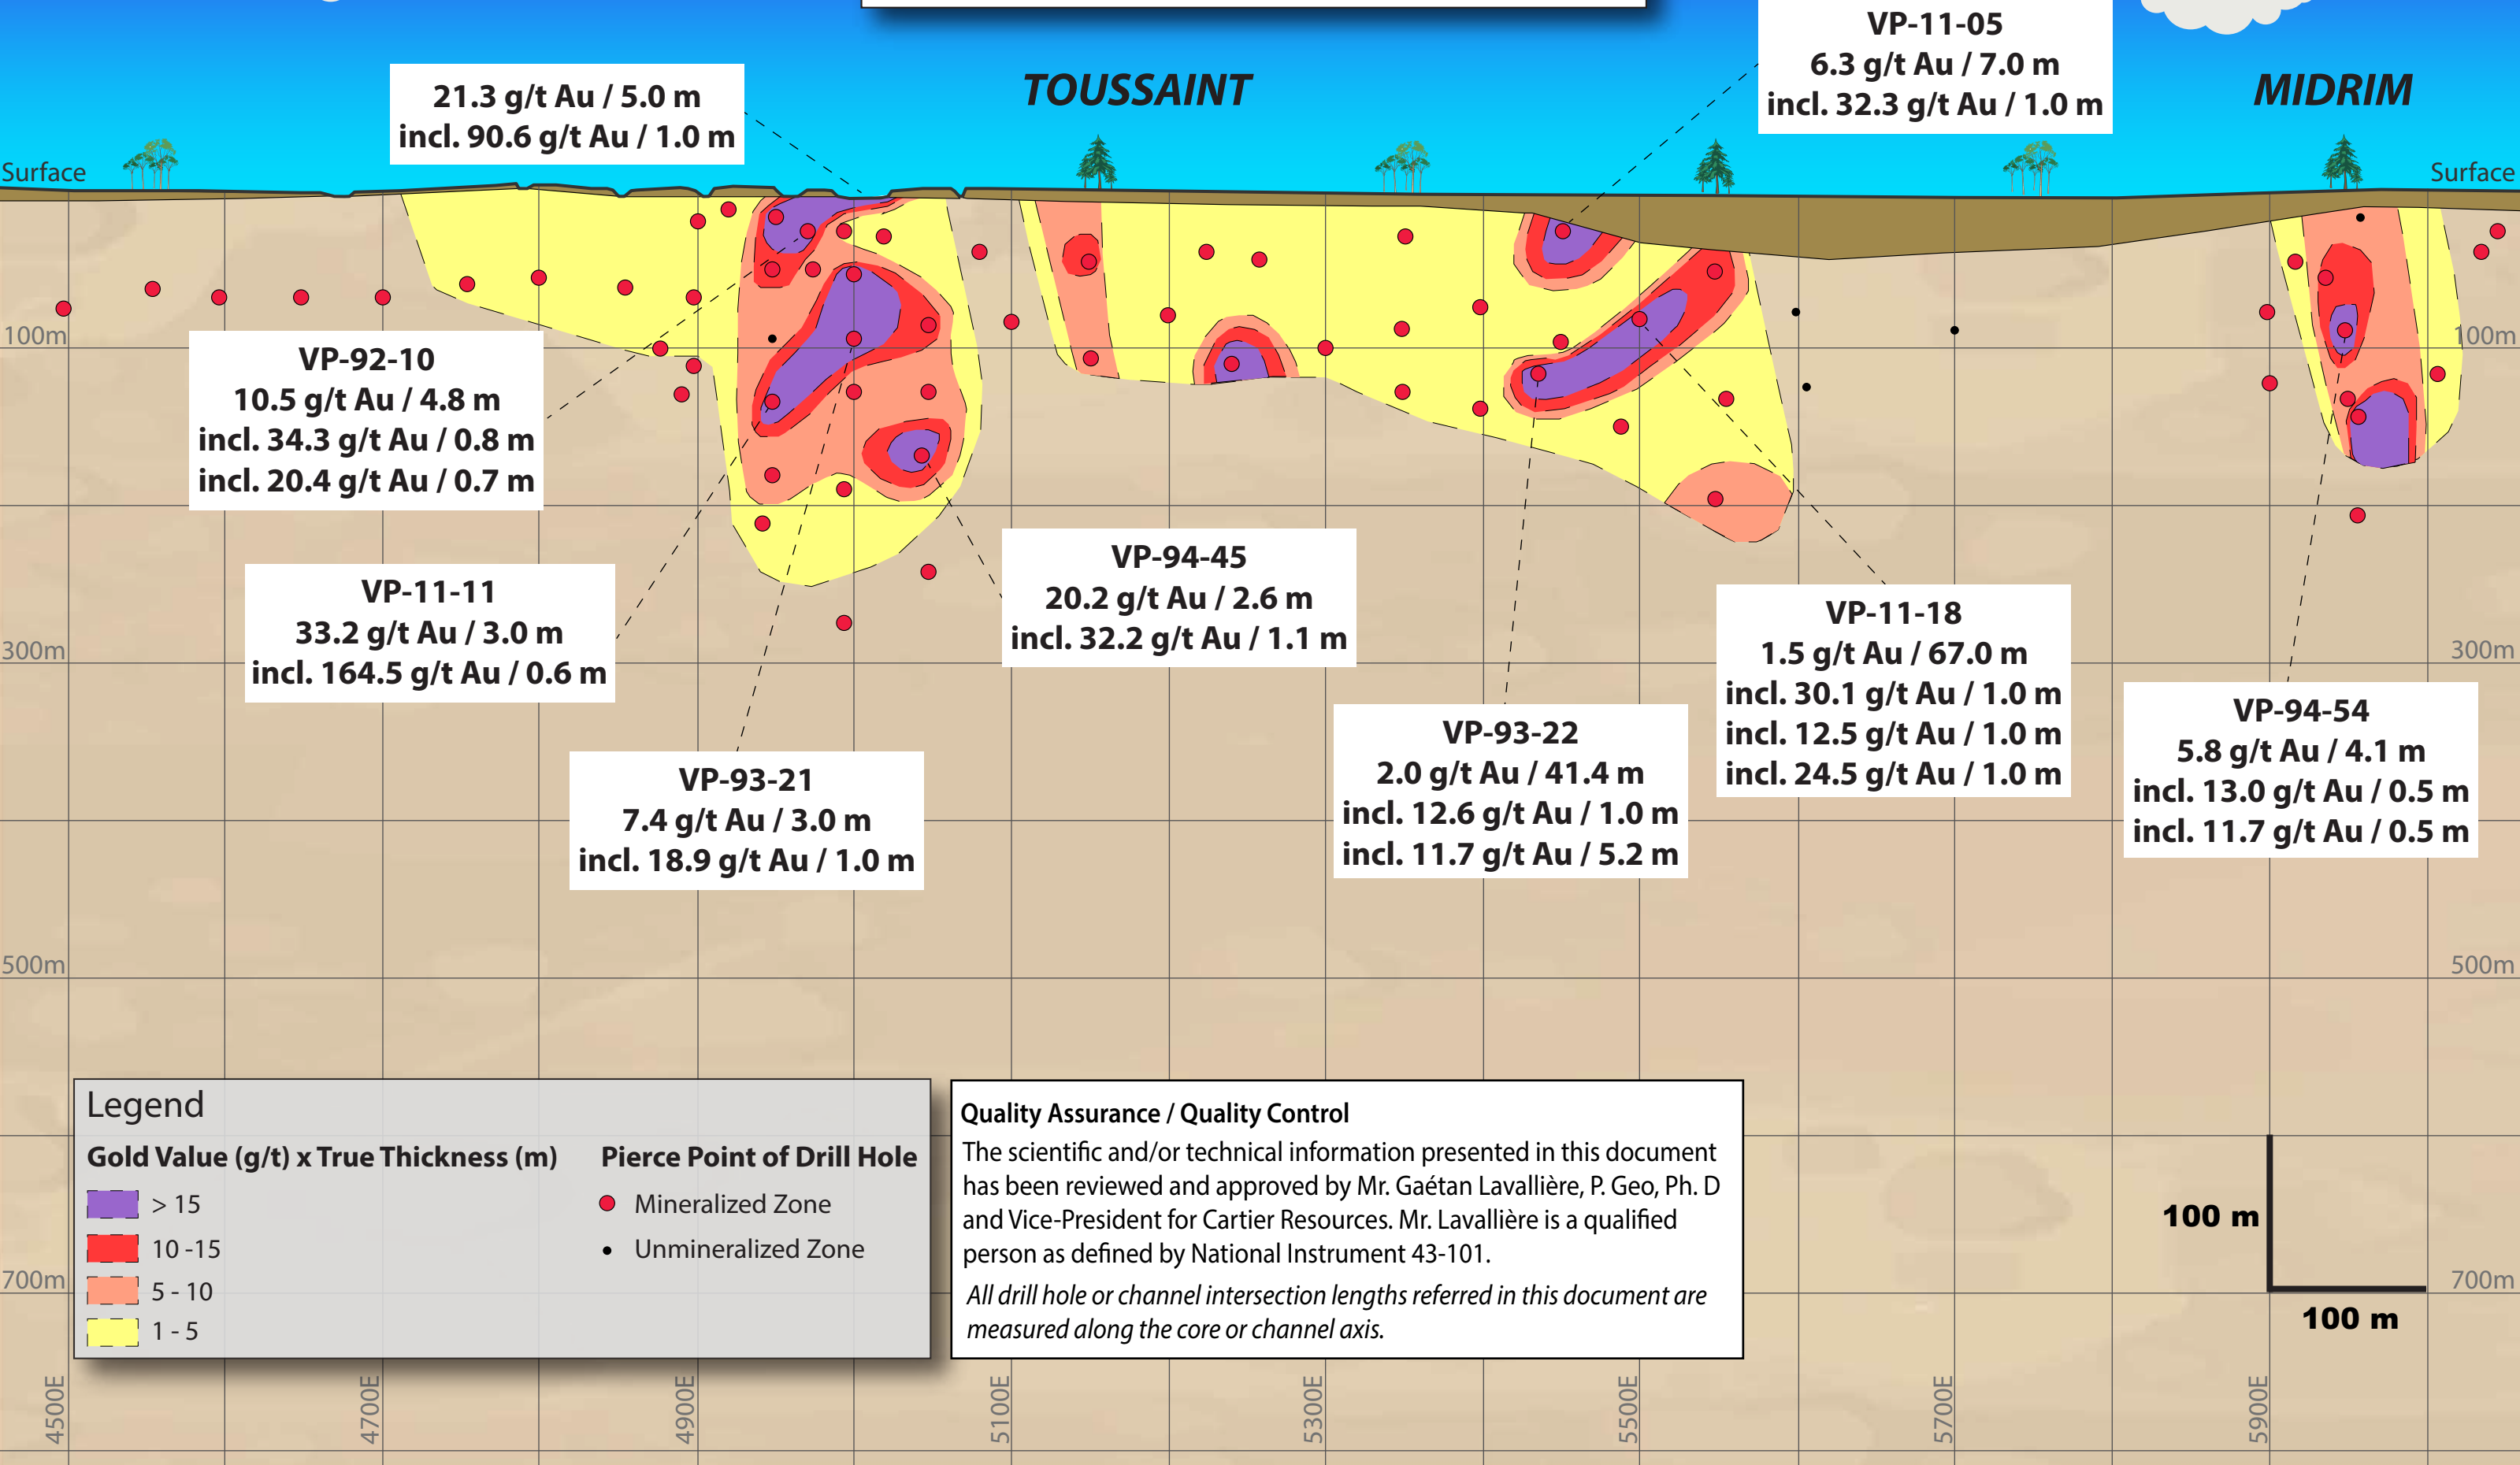 VP-11-05
6.3 g/t Au / 7.0 m
incl. 32.3 g/t Au / 1.0 m
21.3 g/t Au / 5.0 m
incl. 90.6 g/t Au / 1.0 m
TOUSSAINT
MIDRIM
Surface
Surface
100m
100m
VP-92-10
10.5 g/t Au / 4.8 m
incl. 34.3 g/t Au / 0.8 m
incl. 20.4 g/t Au / 0.7 m
VP-11-11
33.2 g/t Au / 3.0 m
incl. 164.5 g/t Au / 0.6 m
VP-94-45
20.2 g/t Au / 2.6 m
incl. 32.2 g/t Au / 1.1 m
VP-11-18
1.5 g/t Au / 67.0 m
incl. 30.1 g/t Au / 1.0 m
incl. 12.5 g/t Au / 1.0 m
incl. 24.5 g/t Au / 1.0 m
300m
300m
VP-93-21
7.4 g/t Au / 3.0 m
incl. 18.9 g/t Au / 1.0 m
VP-93-22
2.0 g/t Au / 41.4 m
incl. 12.6 g/t Au / 1.0 m
incl. 11.7 g/t Au / 5.2 m
VP-94-54
5.8 g/t Au / 4.1 m
incl. 13.0 g/t Au / 0.5 m
incl. 11.7 g/t Au / 0.5 m
500m
500m
Legend
Gold Value (g/t) x True Thickness (m)
> 15
10 -15
5 - 10
1 - 5
Pierce Point of Drill Hole
Mineralized Zone
Unmineralized Zone
Quality Assurance / Quality Control
The scientific and/or technical information presented in this document
has been reviewed and approved by Mr. Gaétan Lavallière, P. Geo, Ph. D
and Vice-President for Cartier Resources. Mr. Lavallière is a qualified
person as defined by National Instrument 43-101.
All drill hole or channel intersection lengths referred in this document are
measured along the core or channel axis.
100 m
100 m
700m
700m
4500E
4700E
4900E
5100E
5300E
5500E
5700E
5900E